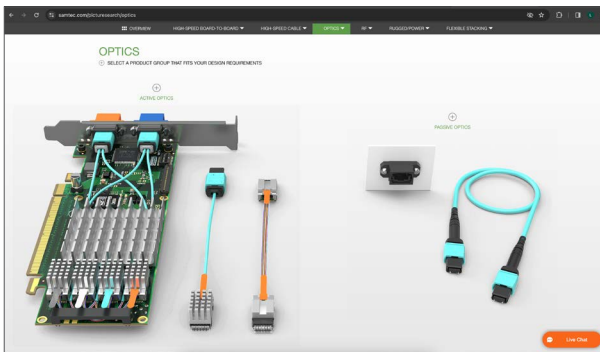 samtec.com/picturesearch/optics
OVERVIEW
HIGH-SPEED BOARD-TO-BOARD
HIGH-SPEED CABLE
OPTICS
RF
RUGGED/POWER
FLEXIBLE STACKING
OPTICS
SELECT A PRODUCT GROUP THAT FITS YOUR DESIGN REQUIREMENTS
ACTIVE OPTICS
PASSIVE OPTICS
Live Chat